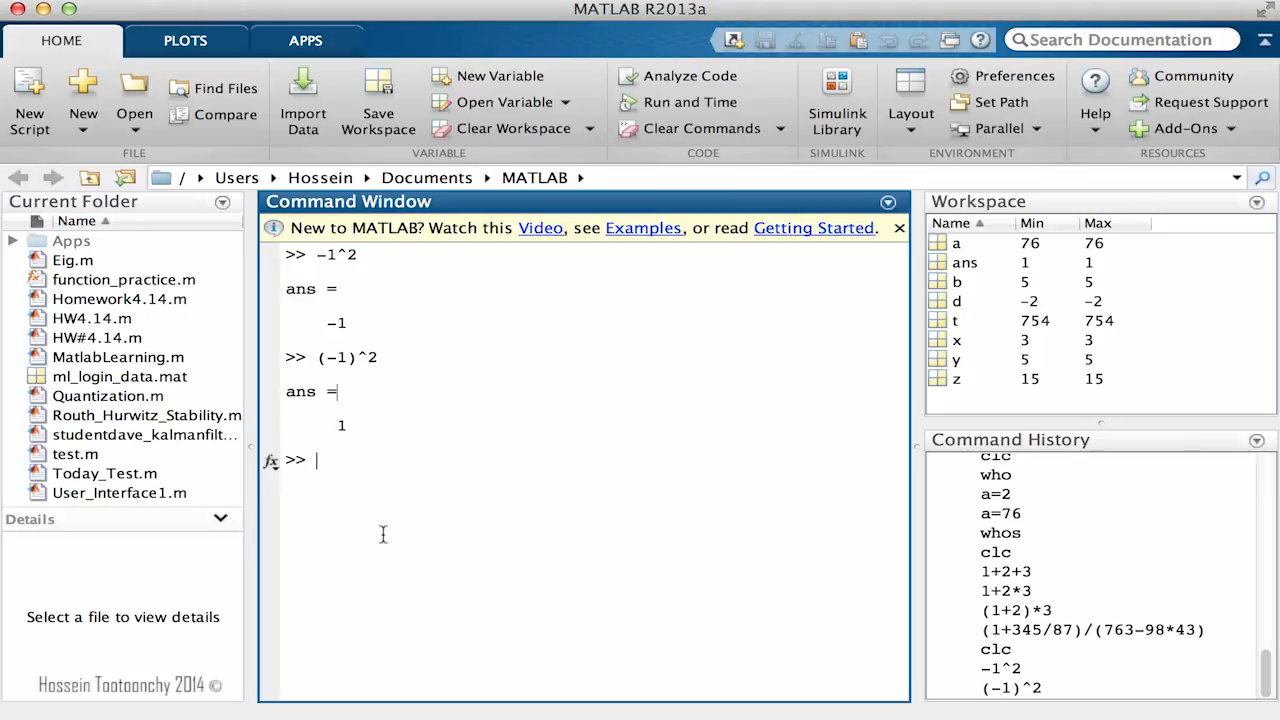 MATLAB R2013a
HOME PLOTS APPS
Search Documentation
New Script
New
Open
Find Files
Compare
Import Data
Save Workspace
New Variable
Open Variable
Clear Workspace
Analyze Code
Run and Time
Clear Commands
Simulink Library
Layout
Preferences
Set Path
Parallel
Help
Community
Request Support
Add-Ons
FILE VARIABLE CODE SIMULINK ENVIRONMENT RESOURCES
/ Users Hossein Documents MATLAB
Current Folder
Name
Apps
Eig.m
function_practice.m
Homework4.14.m
HW4.14.m
HW#4.14.m
MatlabLearning.m
ml_login_data.mat
Quantization.m
Routh_Hurwitz_Stability.m
studentdave_kalmanfilt...
test.m
Today_Test.m
User_Interface1.m
Details
Select a file to view details
Hossein Tootoonchy 2014 ©
Command Window
New to MATLAB? Watch this Video, see Examples, or read Getting Started.
>> -1^2
ans =
-1
>> (-1)^2
ans =
1
fx >>
Workspace
Name Min Max
a 76 76
ans 1 1
b 5 5
d -2 -2
t 754 754
x 3 3
y 5 5
z 15 15
Command History
clc
who
a=2
a=76
whos
clc
1+2+3
1+2*3
(1+2)*3
(1+345/87)/(763-98*43)
clc
-1^2
(-1)^2